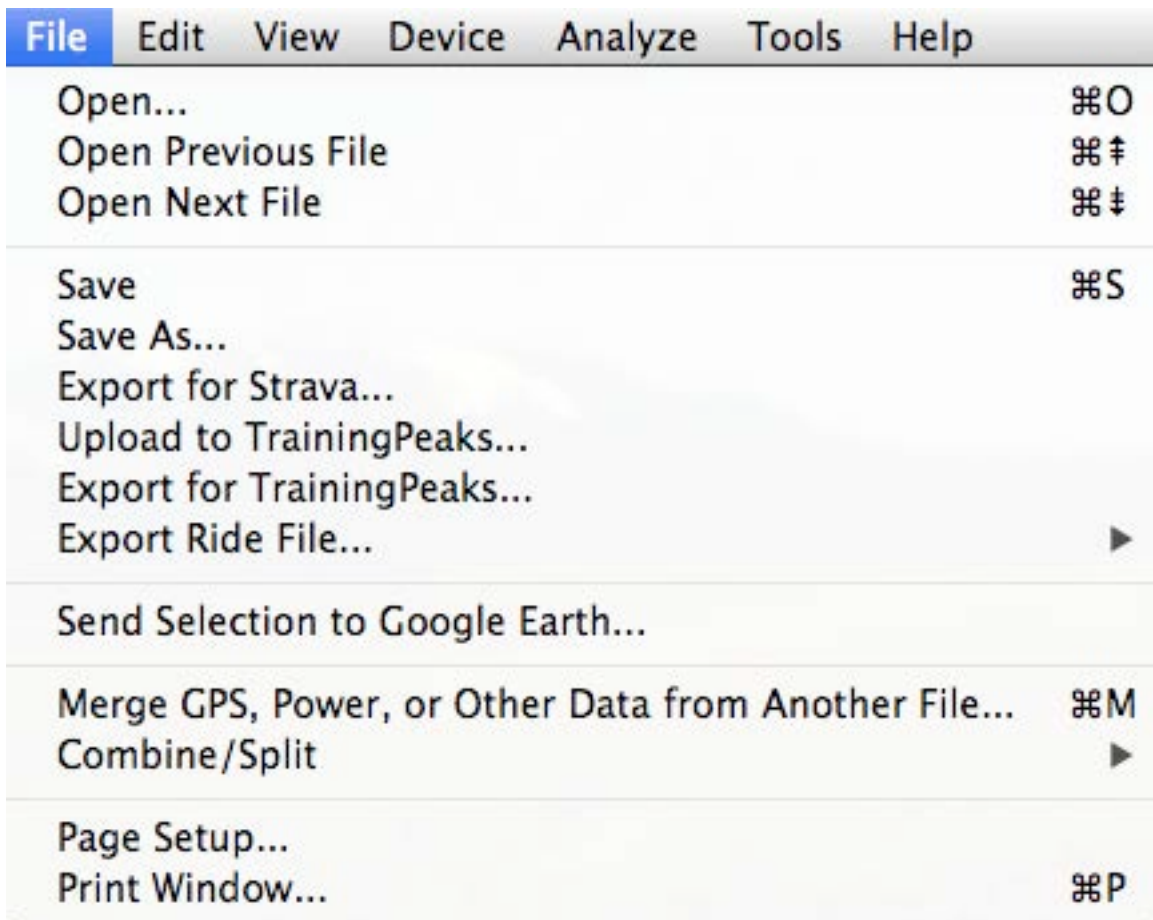 File Edit View Device Analyze Tools Help
Open... ⌘O
Open Previous File ⌘⇞
Open Next File ⌘⇟
Save ⌘S
Save As...
Export for Strava...
Upload to TrainingPeaks...
Export for TrainingPeaks...
Export Ride File... ▶
Send Selection to Google Earth...
Merge GPS, Power, or Other Data from Another File... ⌘M
Combine/Split ▶
Page Setup...
Print Window... ⌘P